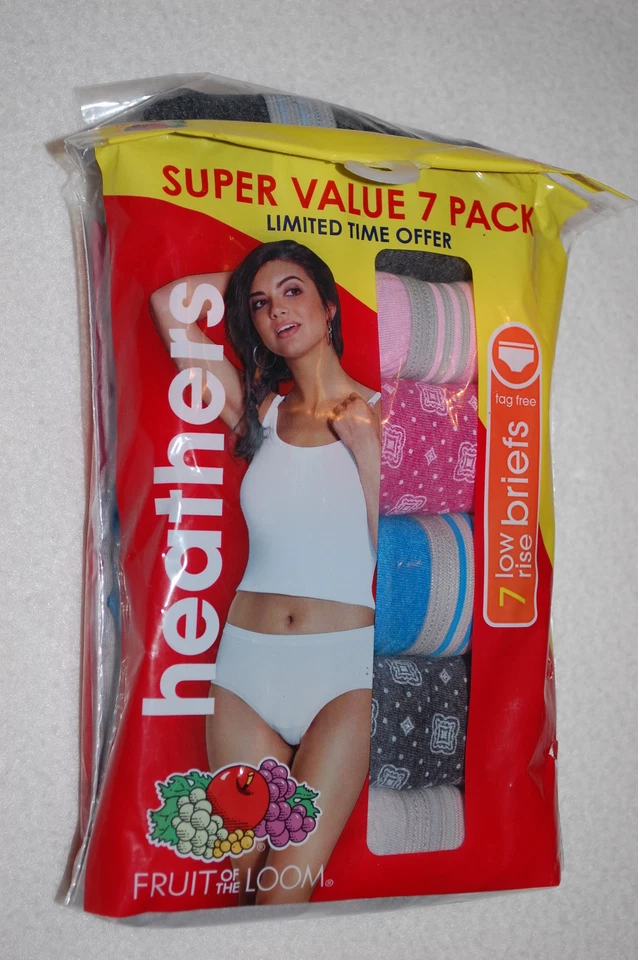 SUPER VALUE 7 PACK
LIMITED TIME OFFER
heathers
tag free
7 low rise briefs
FRUIT OF THE LOOM®